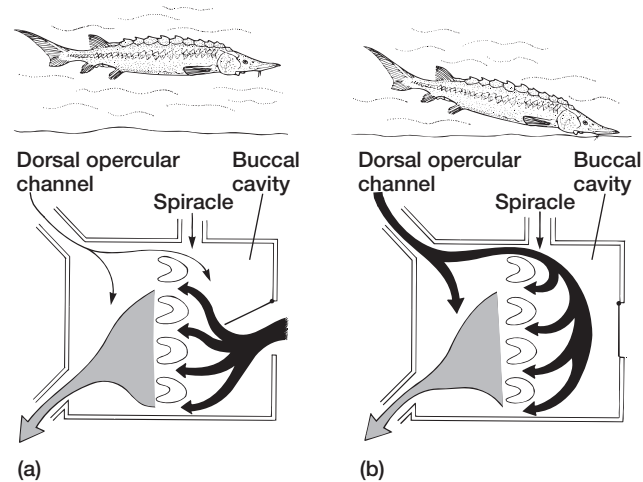 Dorsal opercular
channel
Buccal
cavity
Spiracle
(a)
Dorsal opercular
channel
Buccal
cavity
Spiracle
(b)